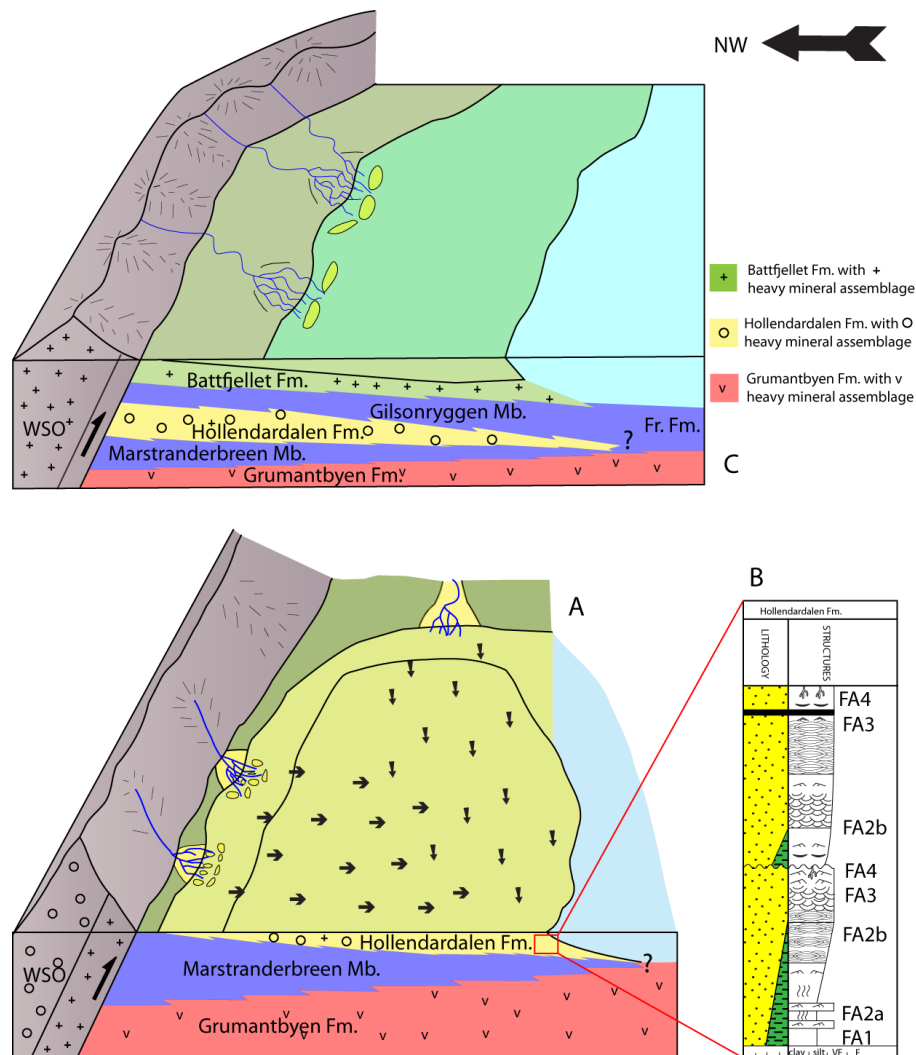 NW
Battfjellet Fm. with +
heavy mineral assemblage
Hollendardalen Fm. with O
heavy mineral assemblage
Grumantbyen Fm. with v
heavy mineral assemblage
Battfjellet Fm.
Gilsonryggen Mb.
WSO
Hollendardalen Fm.
?
Fr. Fm.
Marstranderbreen Mb.
C
Grumantbyen Fm.
A
B
Hollendardalen Fm.
LITHOLOGY
STRUCTURES
FA4
FA3
FA2b
FA4
FA3
FA2b
FA2a
FA1
clay silt VF F
Hollendardalen Fm.
?
WSO
Marstranderbreen Mb.
Grumantbyen Fm.